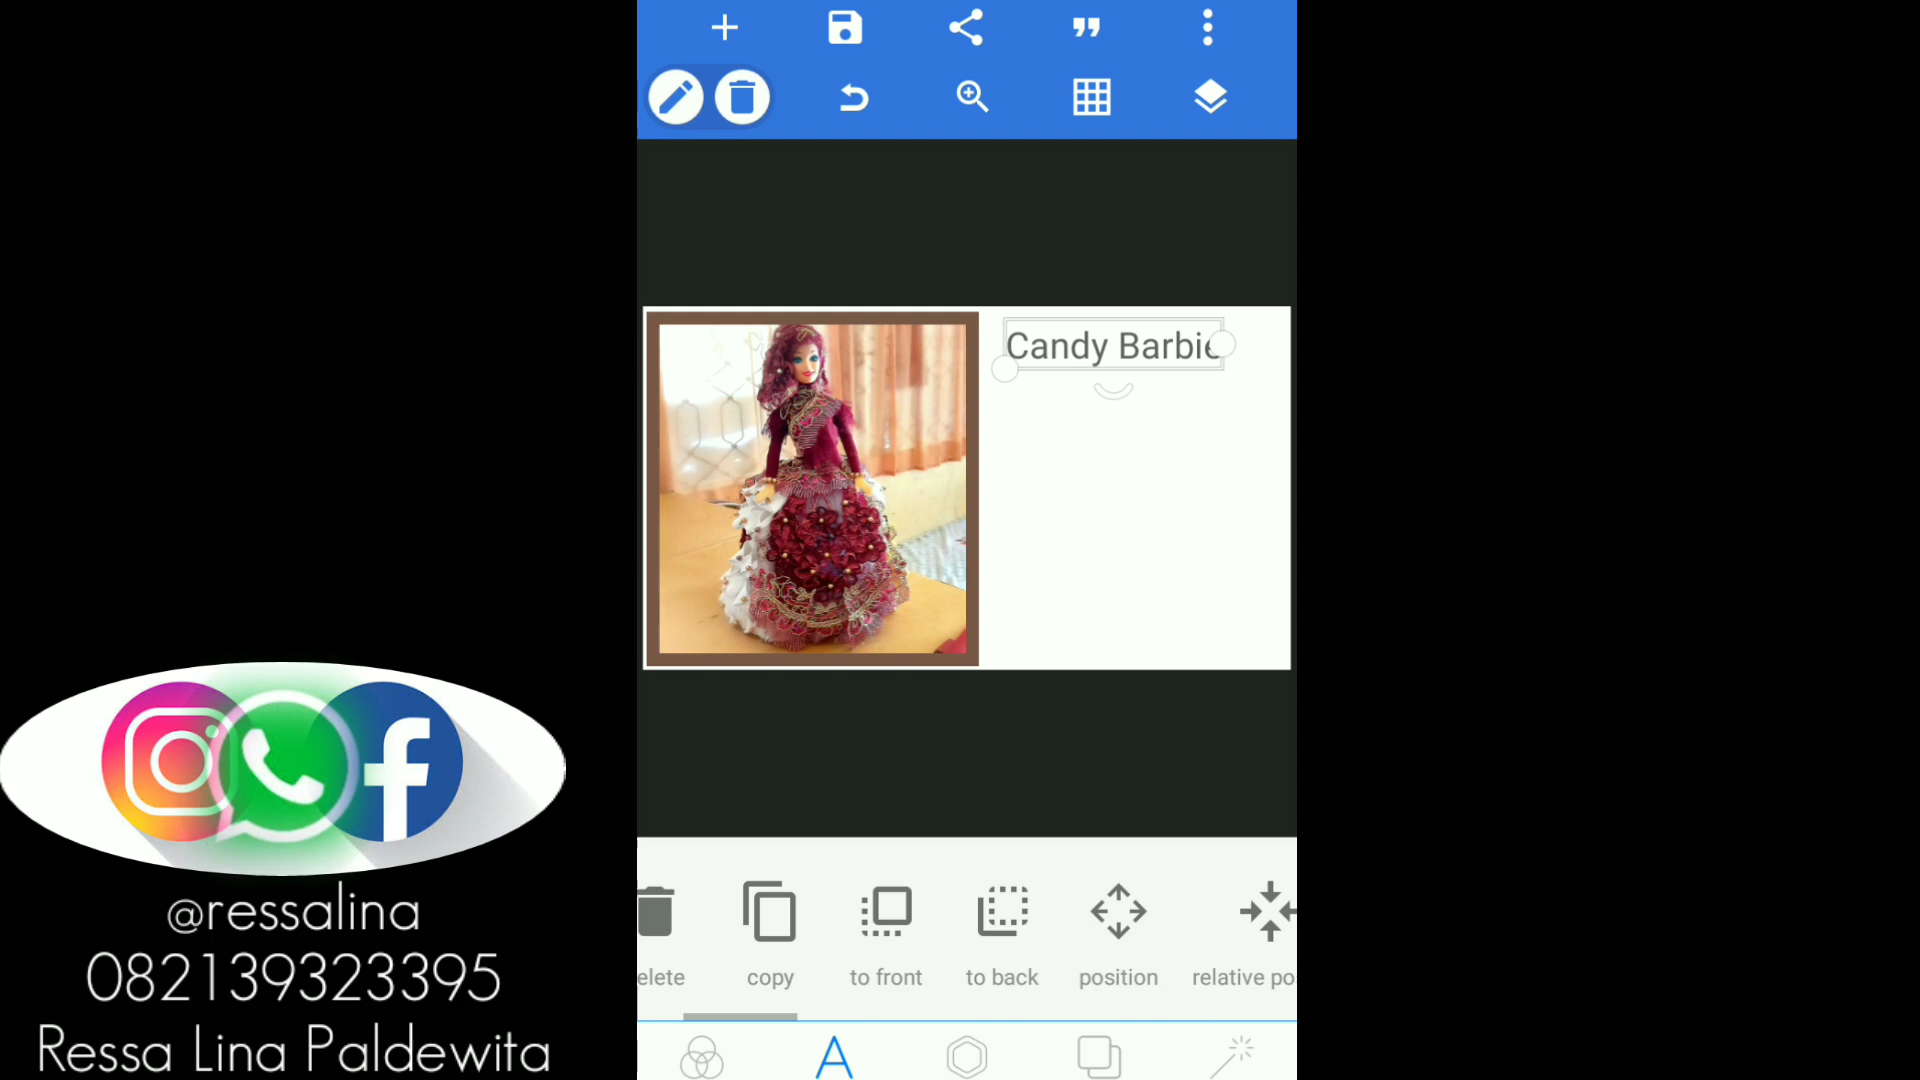 Candy Barbie
elete
copy
to front
to back
position
relative po
@ressalina
082139323395
Ressa Lina Paldewita